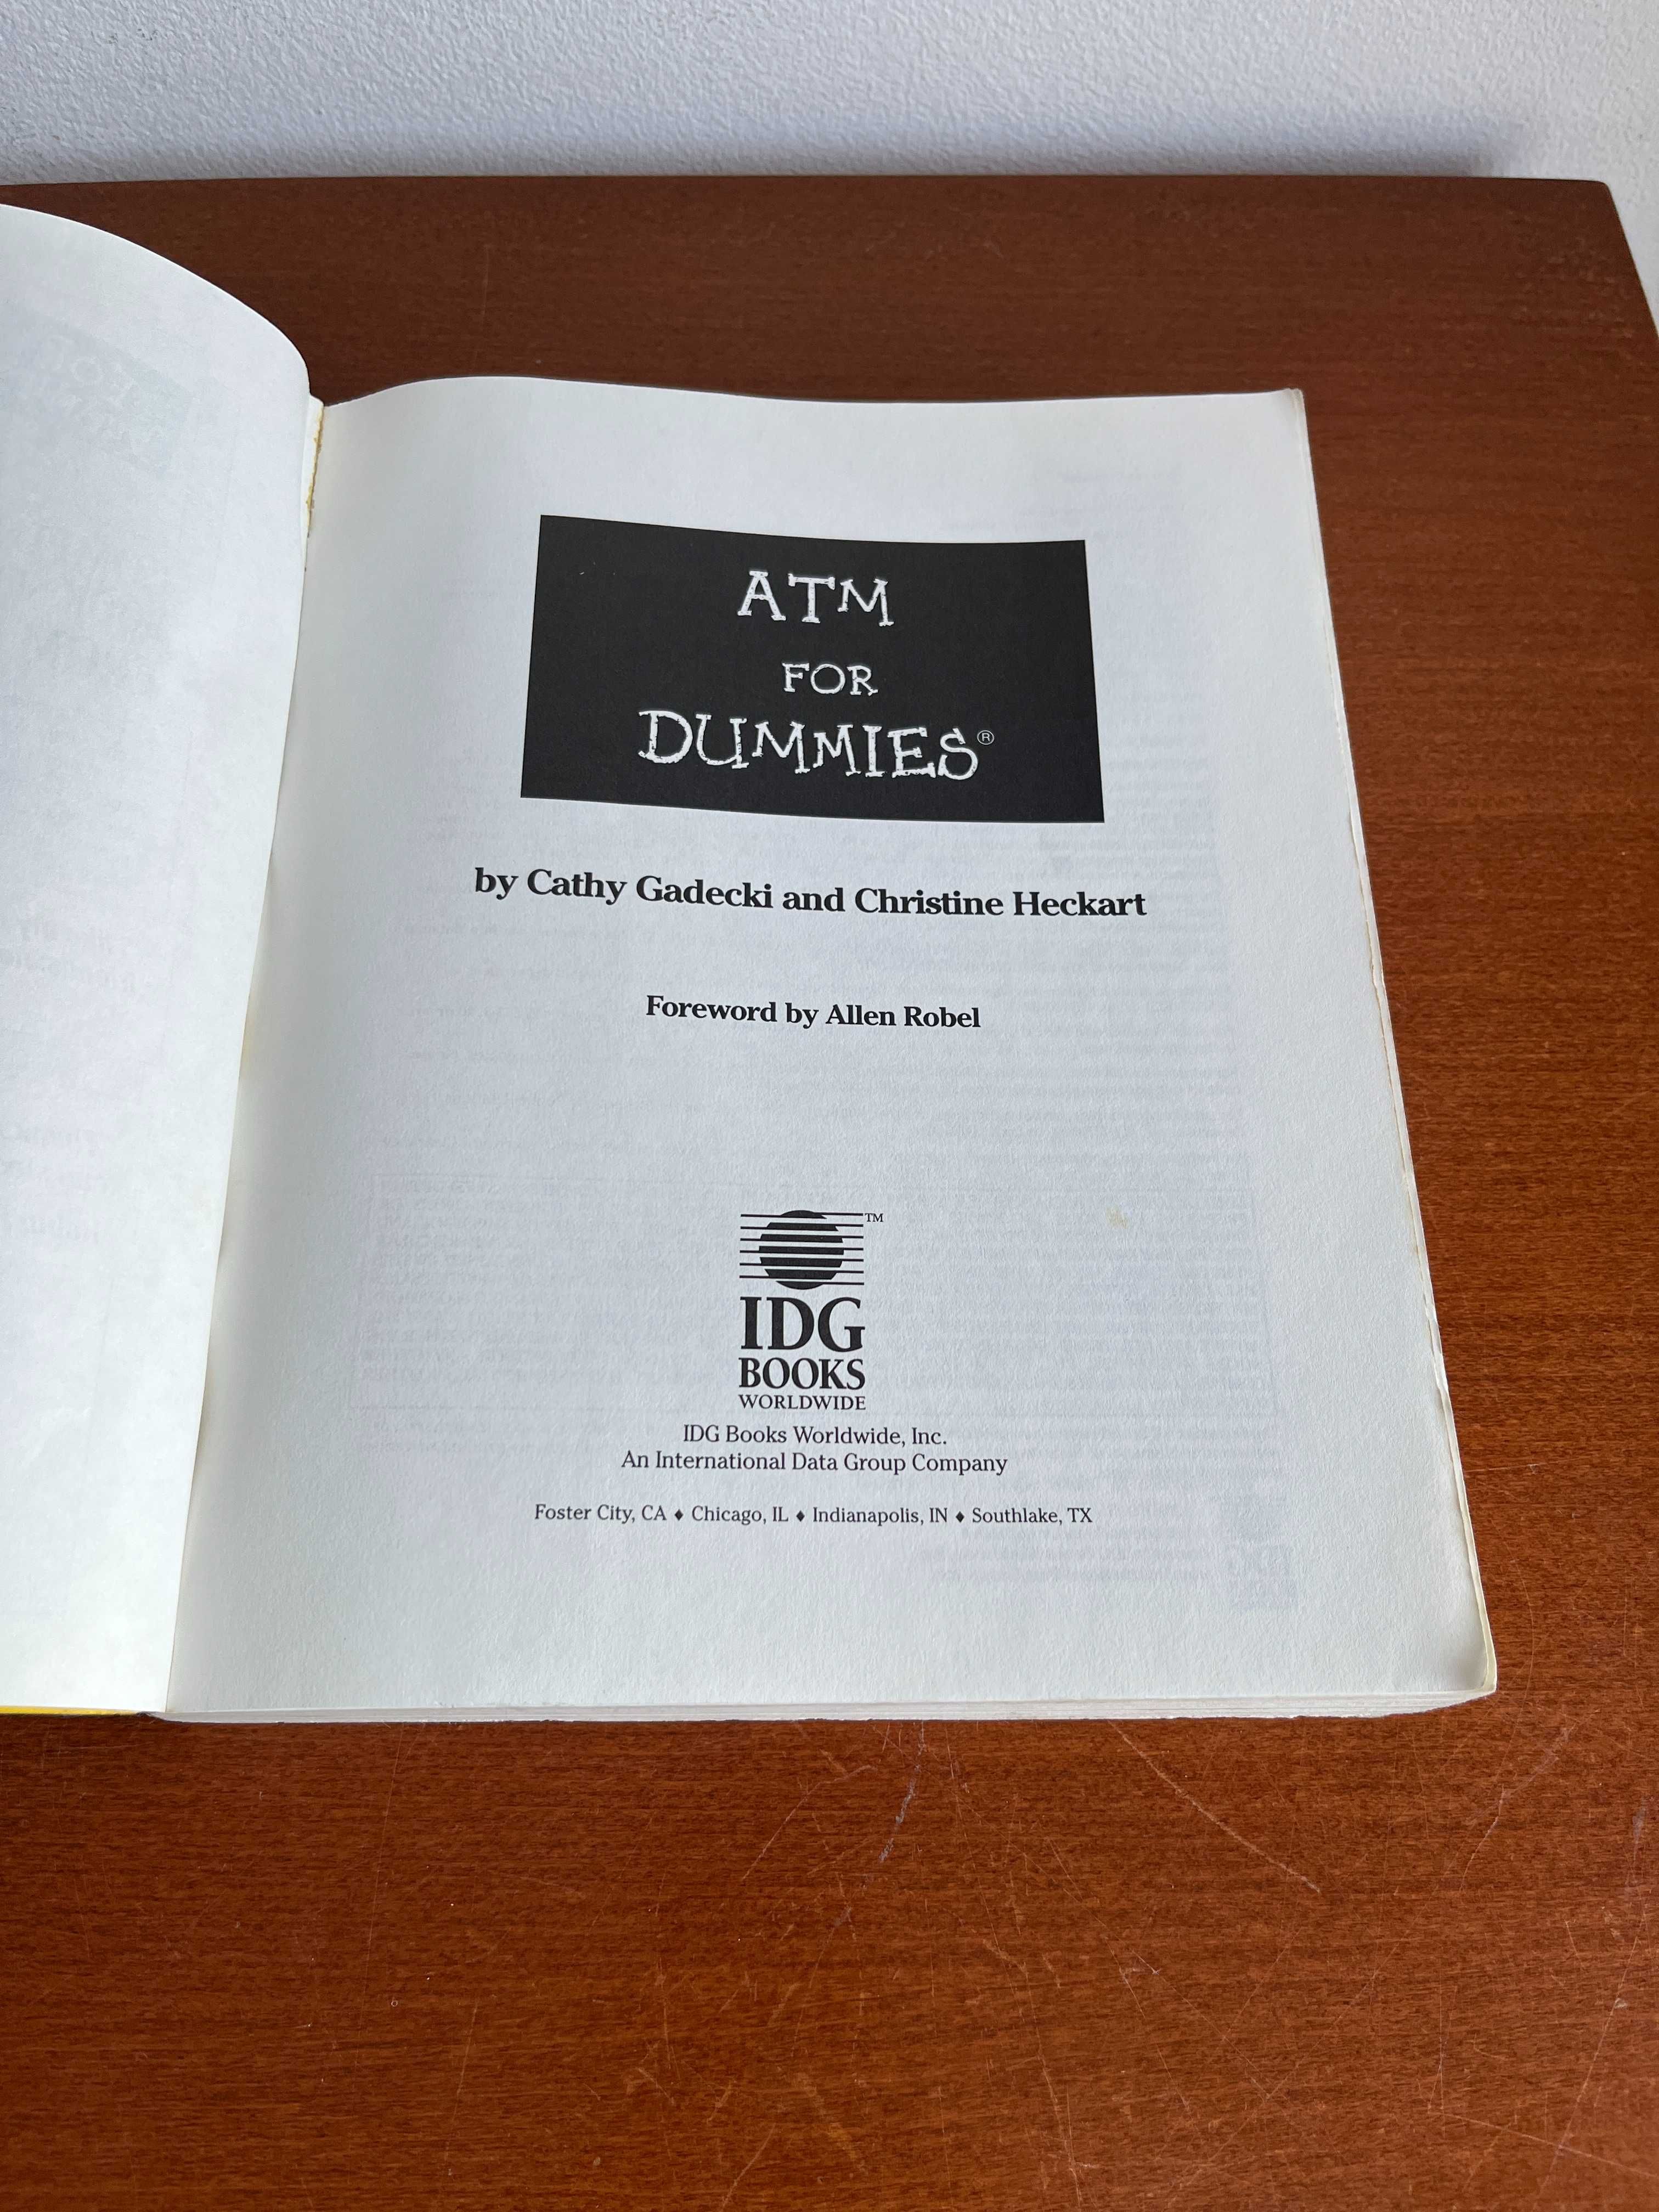 ATM
FOR
DUMMIES®
by Cathy Gadecki and Christine Heckart
Foreword by Allen Robel
™
IDG
BOOKS
WORLDWIDE
IDG Books Worldwide, Inc.
An International Data Group Company
Foster City, CA ♦ Chicago, IL ♦ Indianapolis, IN ♦ Southlake, TX